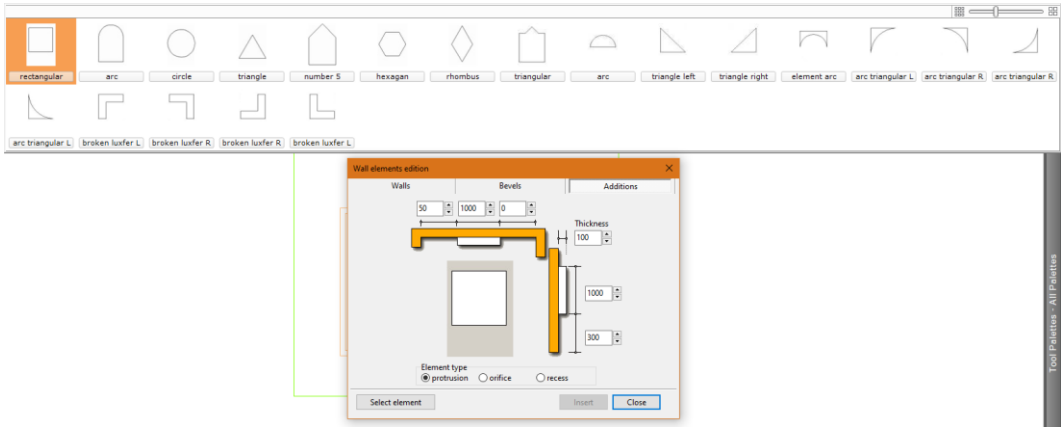 rectangular arc circle triangle number 5 hexagan rhombus triangular arc triangle left triangle right element arc arc triangular L arc triangular R arc triangular R
arc triangular L broken luxfer L broken luxfer R broken luxfer R broken luxfer L
Wall elements edition
Walls Bevels Additions
50 1000 0
Thickness
100
1000
300
Element type
protrusion orifice recess
Select element Insert Close
Tool Palettes - All Palettes